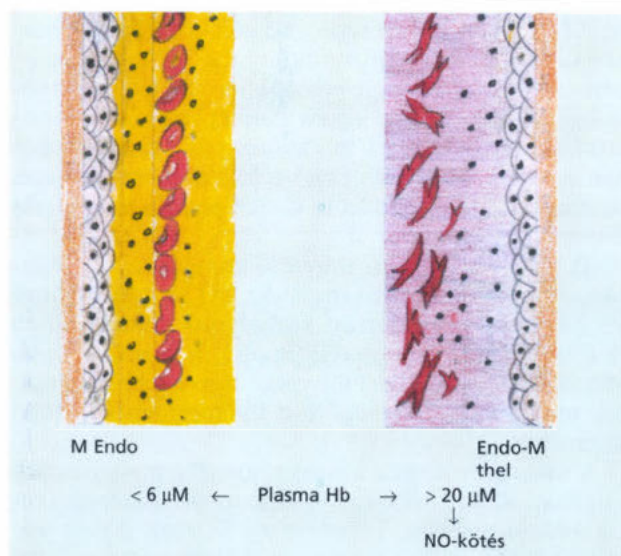 M Endo
Endo-M
thel
< 6 µM ← Plasma Hb → > 20 µM
↓
NO-kötés